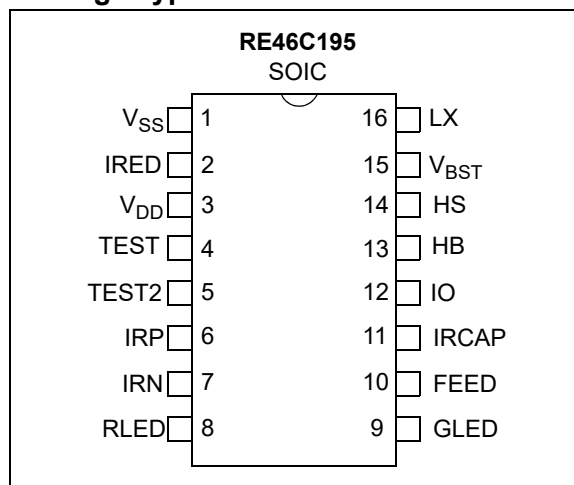 RE46C195
SOIC
VSS 1 16 LX
IRED 2 15 VBST
VDD 3 14 HS
TEST 4 13 HB
TEST2 5 12 IO
IRP 6 11 IRCAP
IRN 7 10 FEED
RLED 8 9 GLED